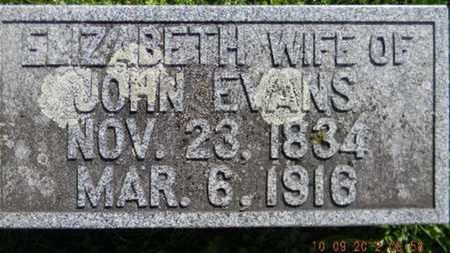 ELIZABETH WIFE OF
JOHN EVANS
NOV. 23, 1834
MAR. 6, 1916